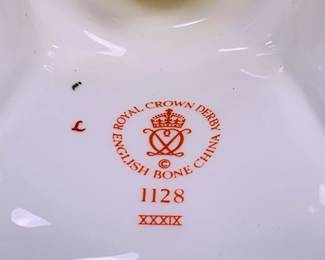 L
ROYAL CROWN DERBY
ENGLISH BONE CHINA
©
1128
XXXIX